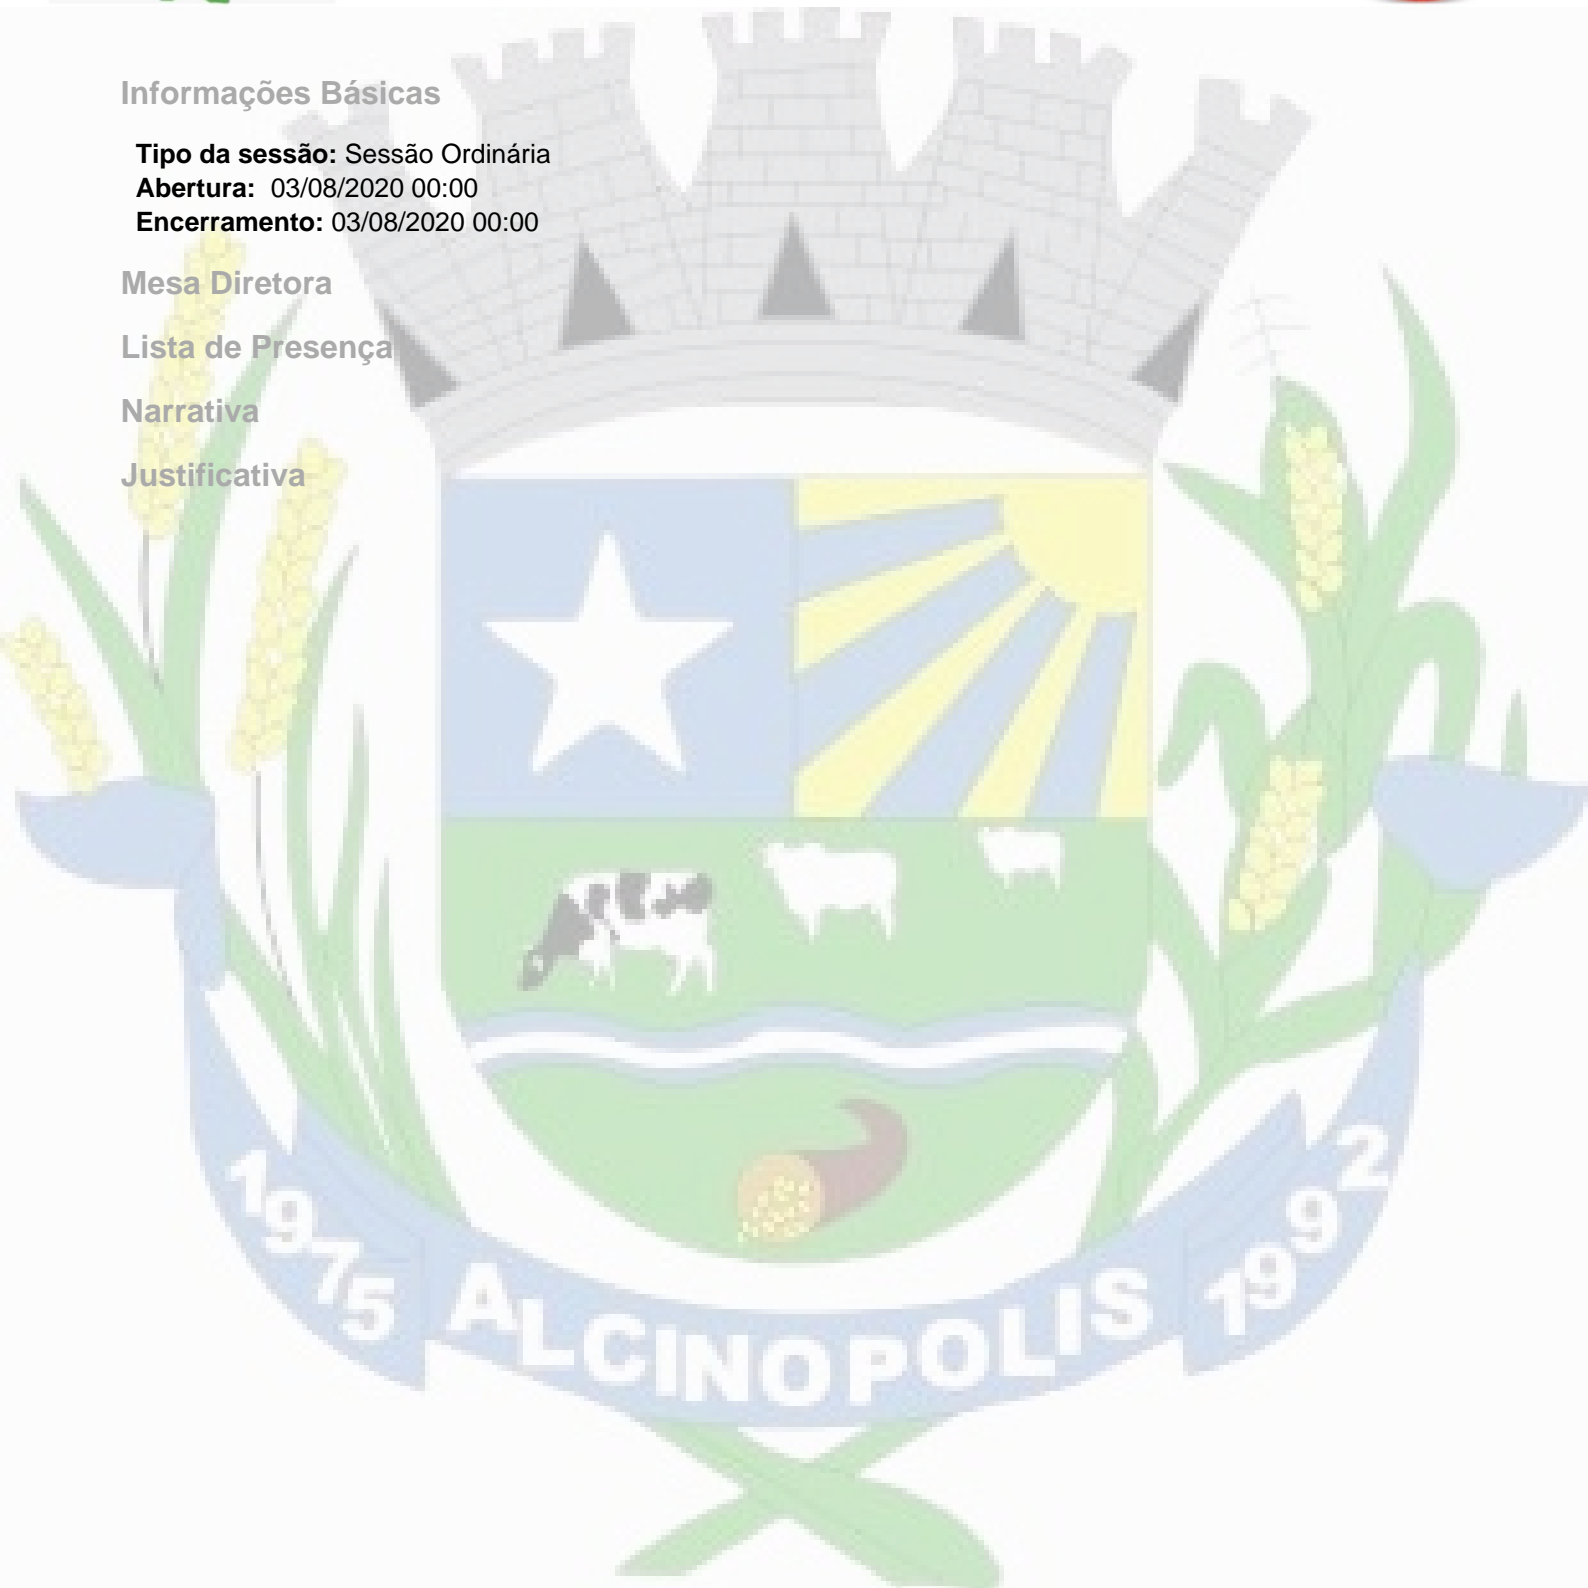 Informações Básicas
Tipo da sessão: Sessão Ordinária
Abertura: 03/08/2020 00:00
Encerramento: 03/08/2020 00:00
Mesa Diretora
Lista de Presença
Narrativa
Justificativa
1975 ALCINOPOLIS 1992